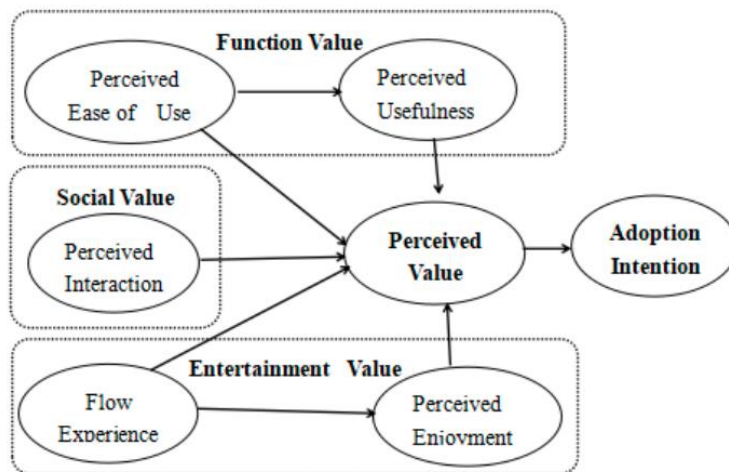 Function Value
Perceived
Ease of Use
Perceived
Usefulness
Social Value
Perceived
Interaction
Perceived
Value
Adoption
Intention
Entertainment Value
Flow
Experience
Perceived
Enjoyment